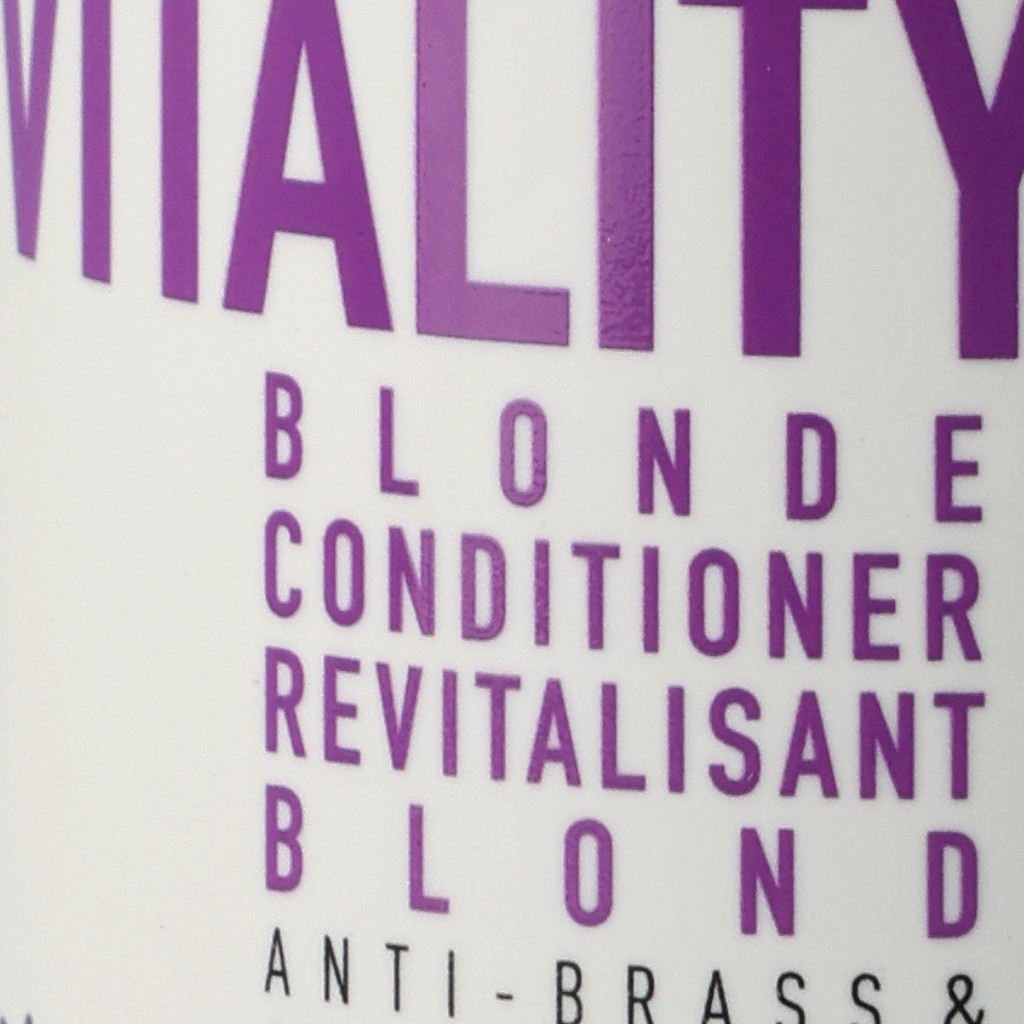 VITALITY
BLONDE
CONDITIONER
REVITALISANT
BLOND
ANTI-BRASS &